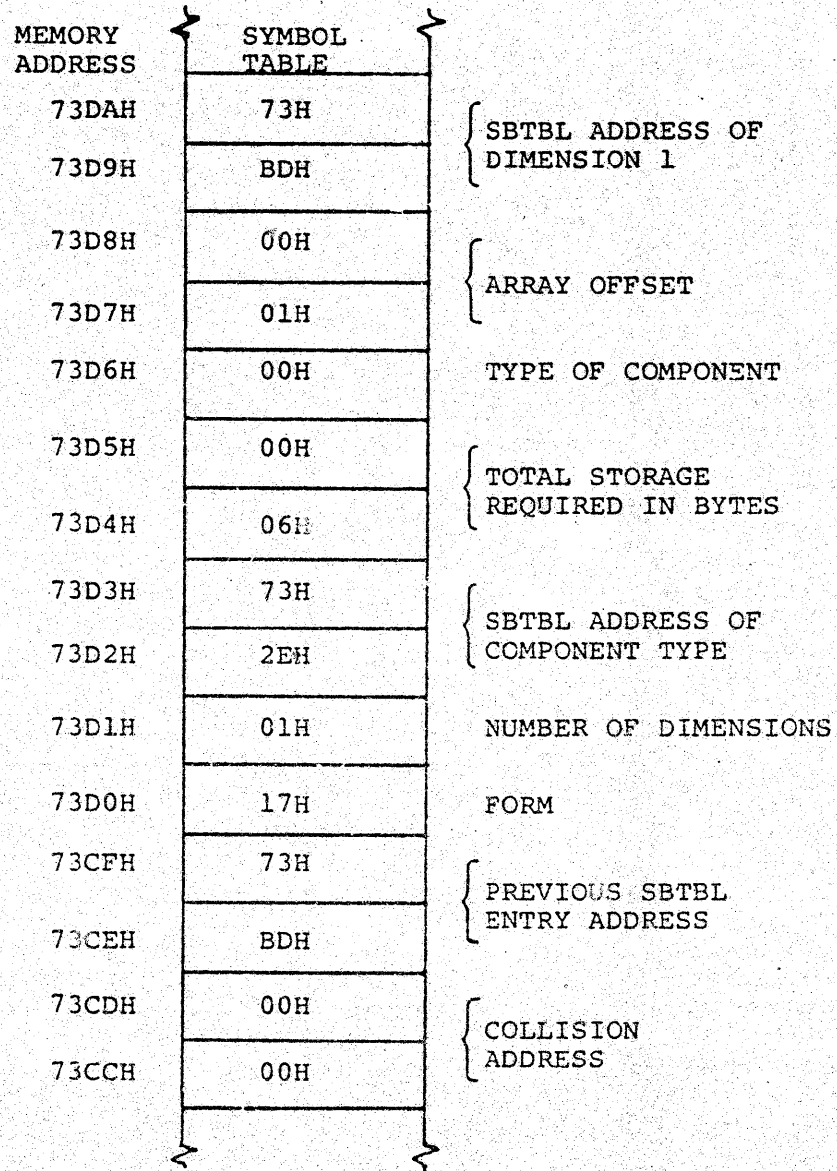 MEMORY ADDRESS
SYMBOL TABLE
73DAH 73H
SBTBL ADDRESS OF
73D9H BDH
DIMENSION 1
73D8H 00H
ARRAY OFFSET
73D7H 01H
73D6H 00H TYPE OF COMPONENT
73D5H 00H
TOTAL STORAGE
REQUIRED IN BYTES
73D4H 06H
73D3H 73H
SBTBL ADDRESS OF
73D2H 2EH
COMPONENT TYPE
73D1H 01H NUMBER OF DIMENSIONS
73D0H 17H FORM
73CFH 73H
PREVIOUS SBTBL
ENTRY ADDRESS
73CEH BDH
73CDH 00H
COLLISION
ADDRESS
73CCH 00H